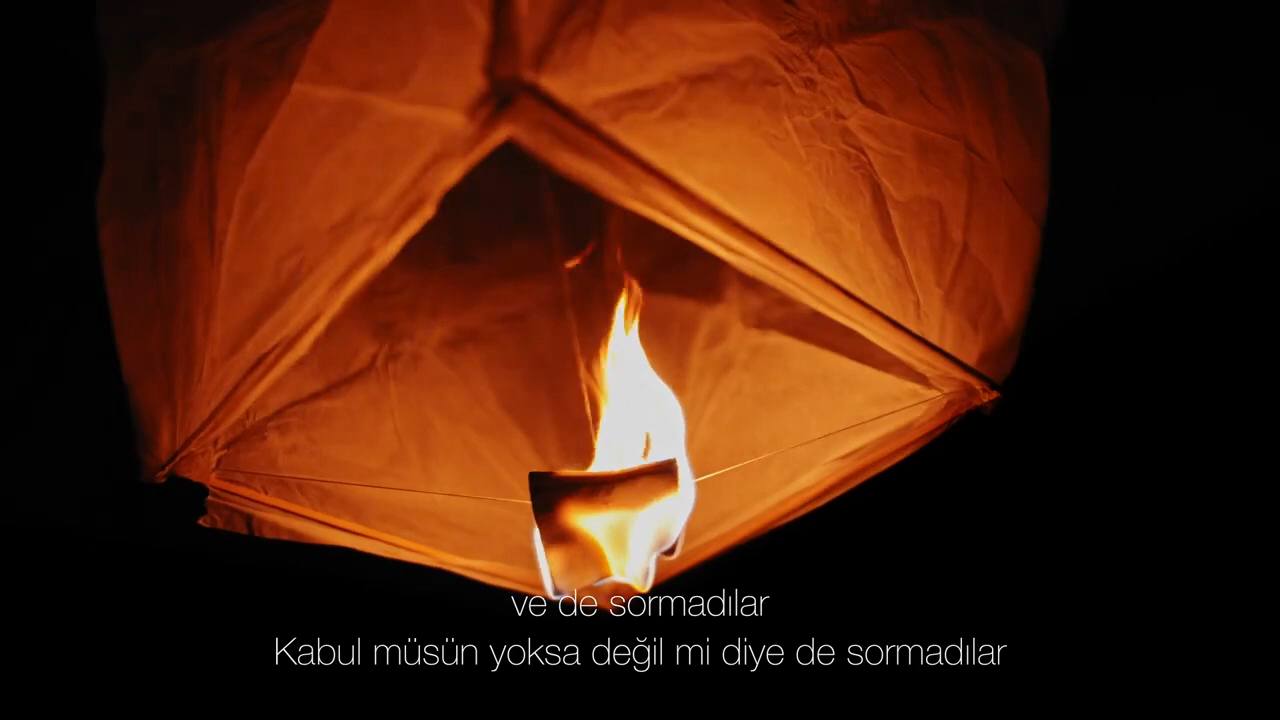 ve de sormadılar
Kabul müsün yoksa değil mi diye de sormadılar